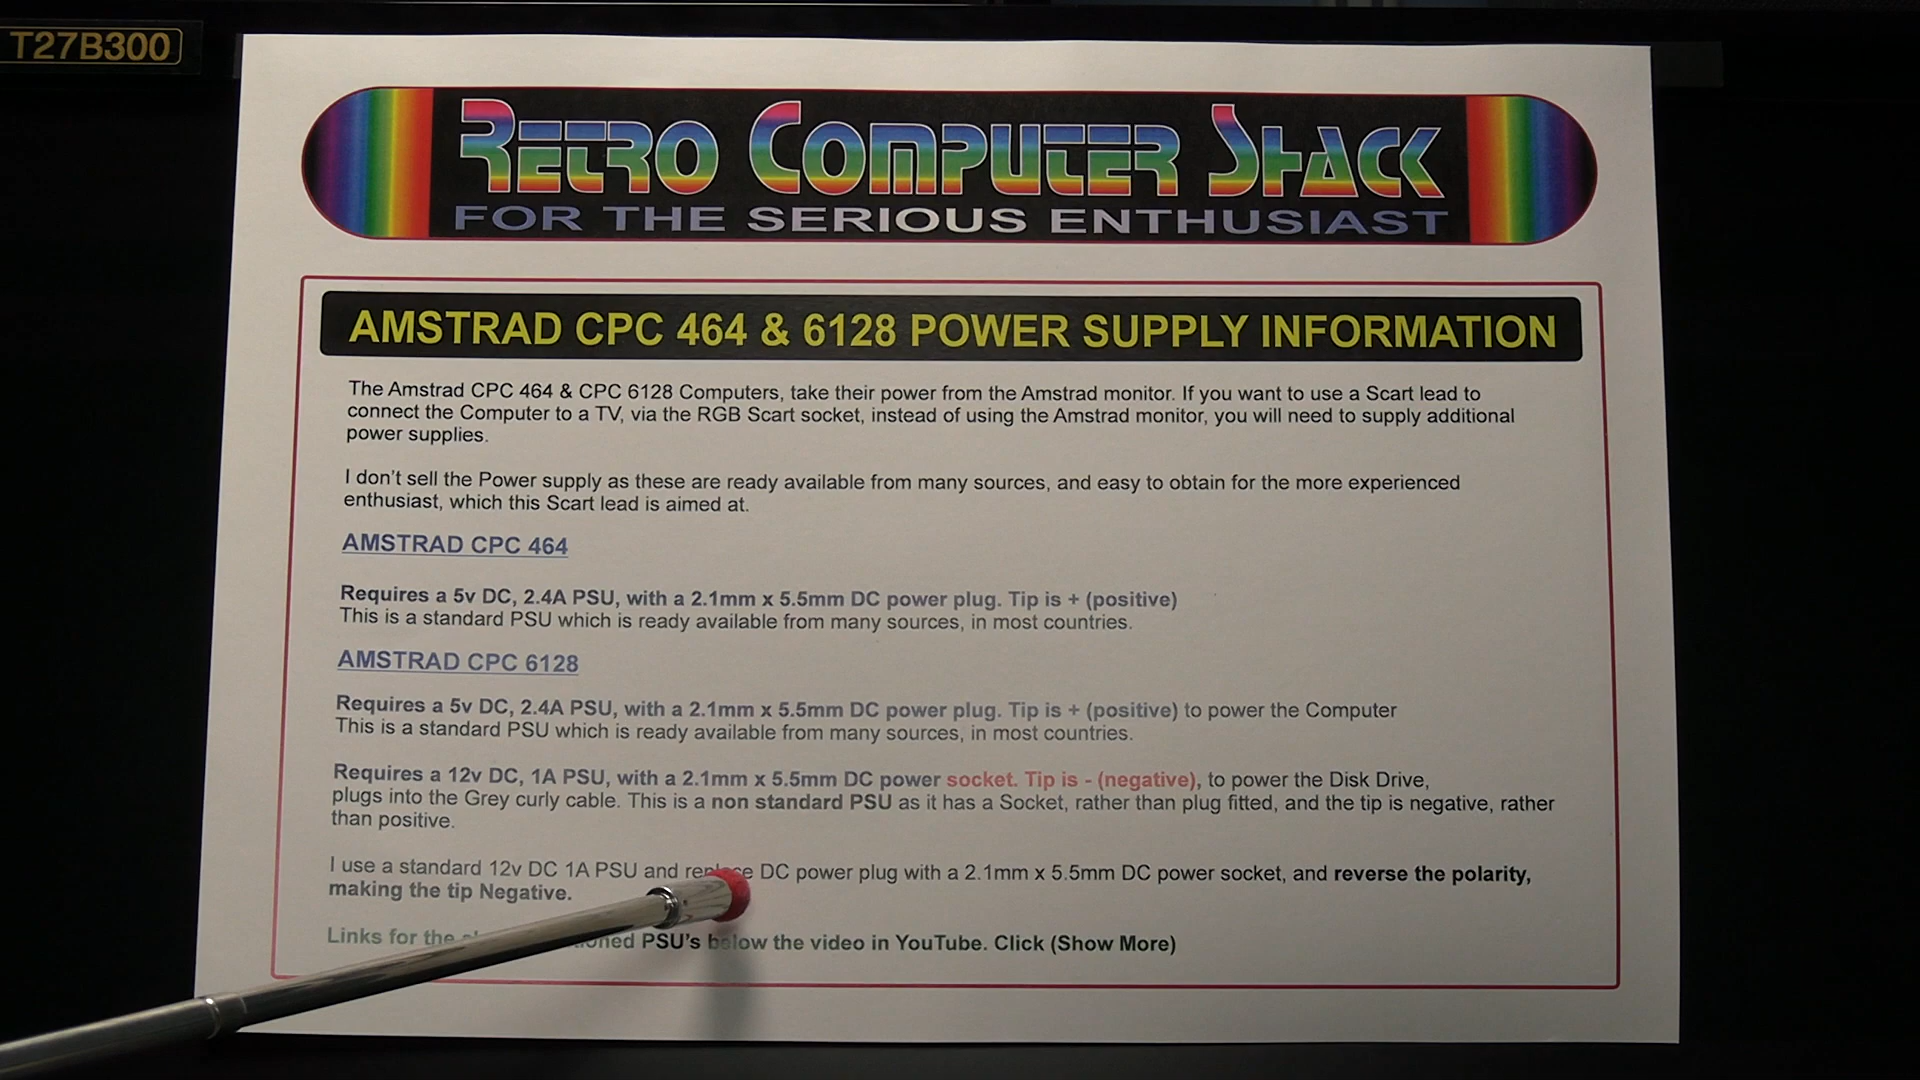 T27B300
RETRO COMPUTER SHACK
FOR THE SERIOUS ENTHUSIAST
AMSTRAD CPC 464 & 6128 POWER SUPPLY INFORMATION
The Amstrad CPC 464 & CPC 6128 Computers, take their power from the Amstrad monitor. If you want to use a Scart lead to
connect the Computer to a TV, via the RGB Scart socket, instead of using the Amstrad monitor, you will need to supply additional
power supplies.
I don't sell the Power supply as these are ready available from many sources, and easy to obtain for the more experienced
enthusiast, which this Scart lead is aimed at.
AMSTRAD CPC 464
Requires a 5v DC, 2.4A PSU, with a 2.1mm x 5.5mm DC power plug. Tip is + (positive)
This is a standard PSU which is ready available from many sources, in most countries.
AMSTRAD CPC 6128
Requires a 5v DC, 2.4A PSU, with a 2.1mm x 5.5mm DC power plug. Tip is + (positive) to power the Computer
This is a standard PSU which is ready available from many sources, in most countries.
Requires a 12v DC, 1A PSU, with a 2.1mm x 5.5mm DC power socket. Tip is - (negative), to power the Disk Drive,
plugs into the Grey curly cable. This is a non standard PSU as it has a Socket, rather than plug fitted, and the tip is negative, rather
than positive.
I use a standard 12v DC 1A PSU and replace DC power plug with a 2.1mm x 5.5mm DC power socket, and reverse the polarity,
making the tip Negative.
Links for the PSU's below the video in YouTube. Click (Show More)